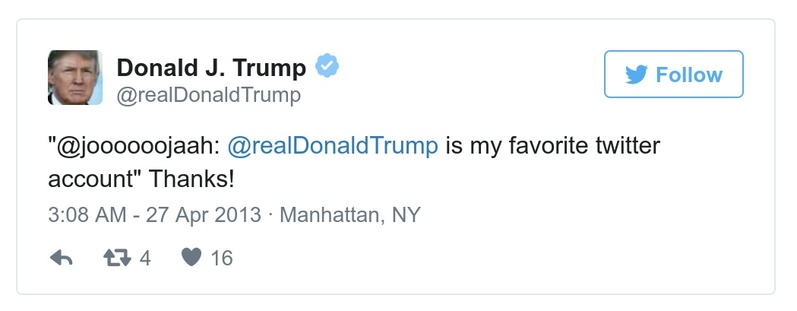 Donald J. Trump
@realDonaldTrump
Follow
"@joooooojaah: @realDonaldTrump is my favorite twitter
account" Thanks!
3:08 AM - 27 Apr 2013 · Manhattan, NY
4 16